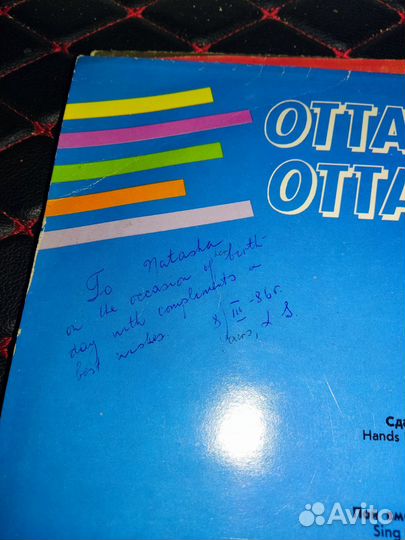 OTTA
OTTA
To Natasha
on the occasion of her birth-
day with complements a
best wishes. 8/III-86г.
L S.
Сд
Hands
Sing
Avito